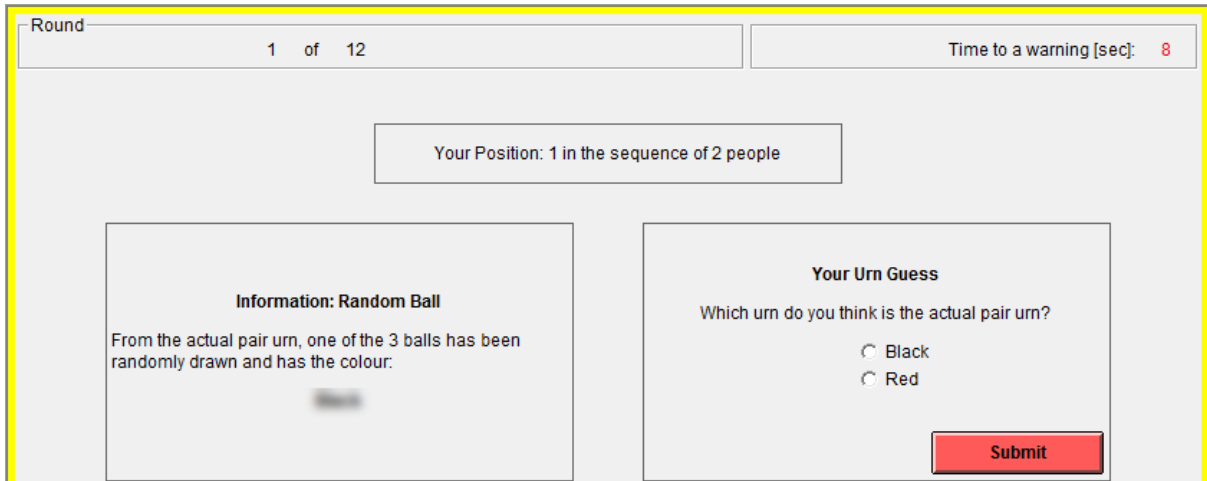 Round
1 of 12
Time to a warning [sec]: 8
Your Position: 1 in the sequence of 2 people
Information: Random Ball
From the actual pair urn, one of the 3 balls has been
randomly drawn and has the colour:
Your Urn Guess
Which urn do you think is the actual pair urn?
Black
Red
Submit